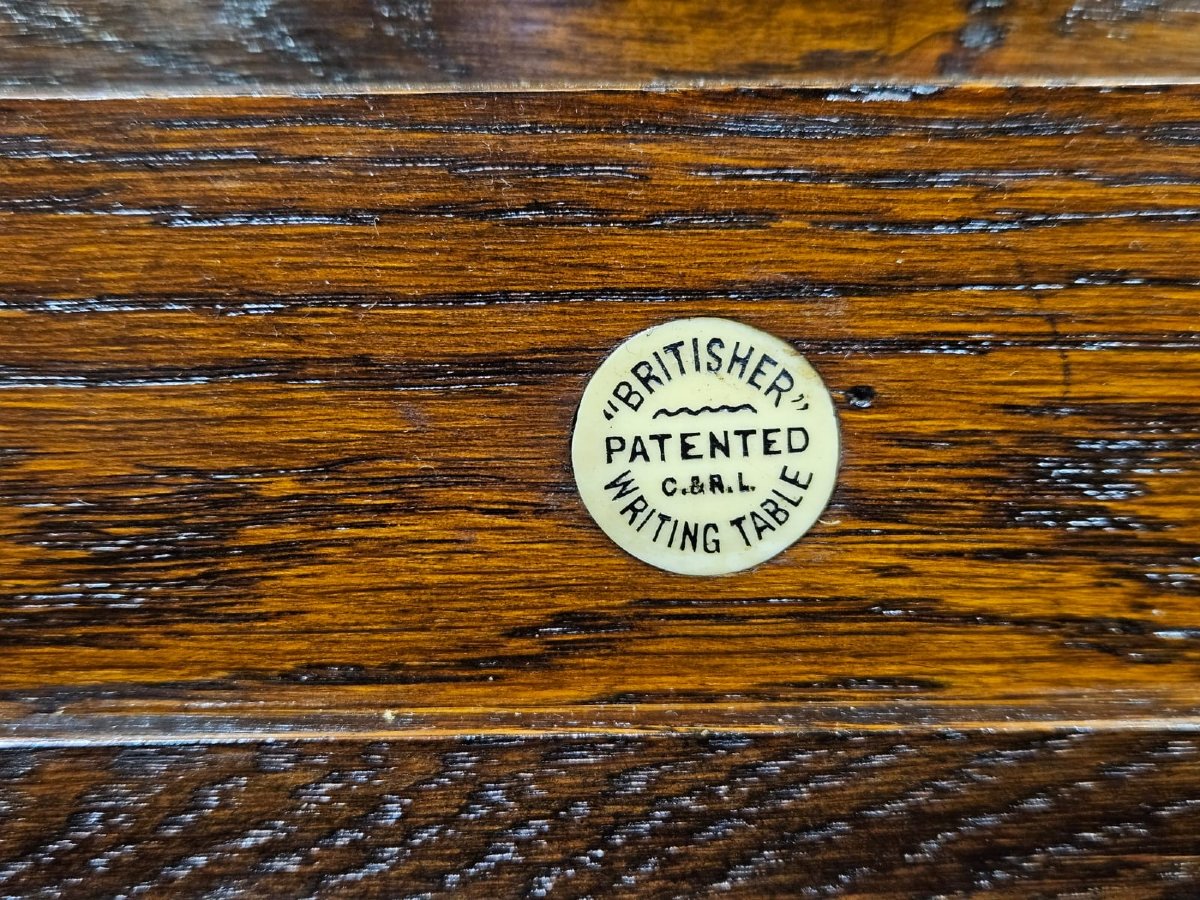 "BRITISHER"
PATENTED
C.&R.L.
WRITING TABLE